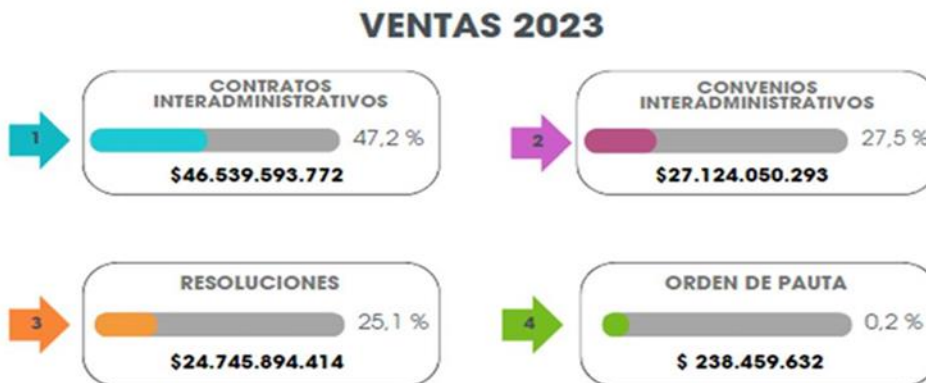 VENTAS 2023
CONTRATOS
INTERADMINISTRATIVOS
1
47,2 %
$46.539.593.772
CONVENIOS
INTERADMINISTRATIVOS
2
27,5 %
$27.124.050.293
RESOLUCIONES
3
25,1 %
$24.745.894.414
ORDEN DE PAUTA
4
0,2 %
$ 238.459.632